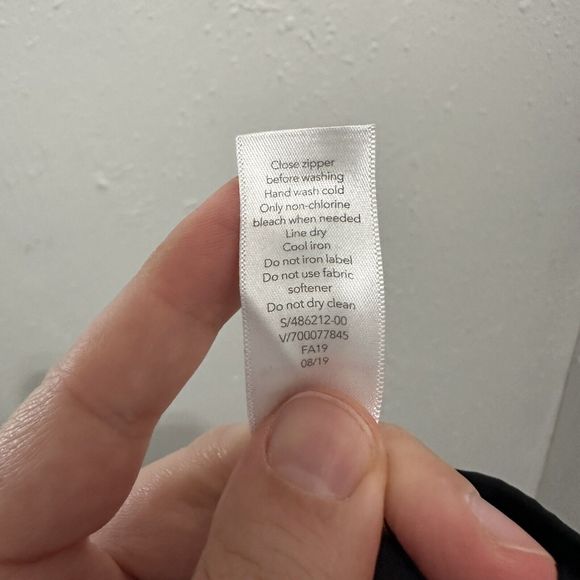 Close zipper
before washing
Hand wash cold
Only non-chlorine
bleach when needed
Line dry
Cool iron
Do not iron label
Do not use fabric
softener
Do not dry clean
S/486212-00
V/700077845
FA19
08/19